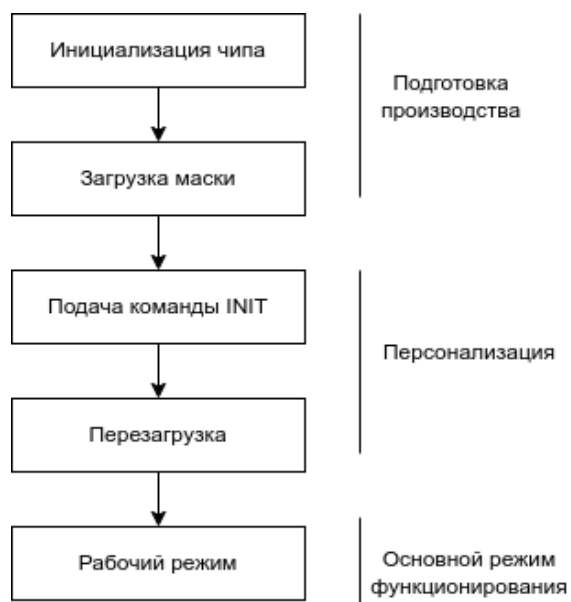 Инициализация чипа
Подготовка
производства
Загрузка маски
Подача команды INIT
Персонализация
Перезагрузка
Рабочий режим
Основной режим
функционирования